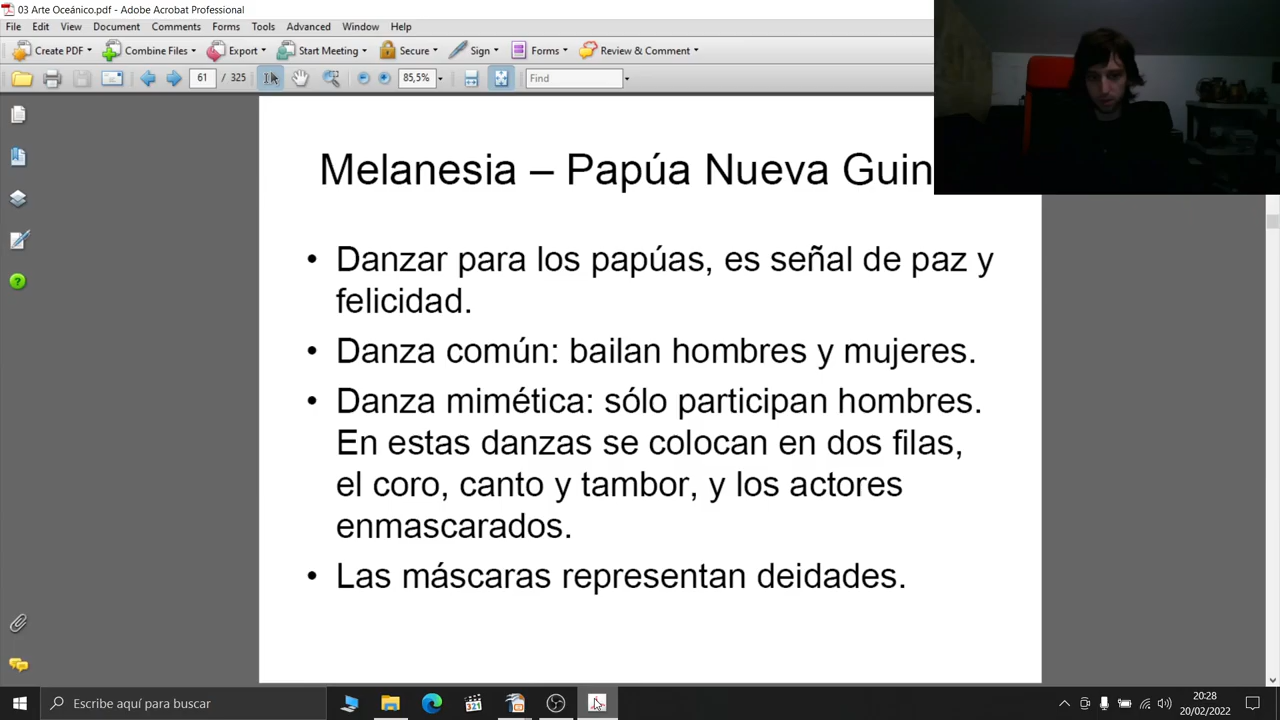 03 Arte Oceánico.pdf - Adobe Acrobat Professional
File Edit View Document Comments Forms Tools Advanced Window Help
Create PDF Combine Files Export Start Meeting Secure Sign Forms Review & Comment
61 / 325 85,5% Find
Melanesia – Papúa Nueva Guin
• Danzar para los papúas, es señal de paz y
felicidad.
• Danza común: bailan hombres y mujeres.
• Danza mimética: sólo participan hombres.
En estas danzas se colocan en dos filas,
el coro, canto y tambor, y los actores
enmascarados.
• Las máscaras representan deidades.
Escribe aquí para buscar
321
20:28
20/02/2022